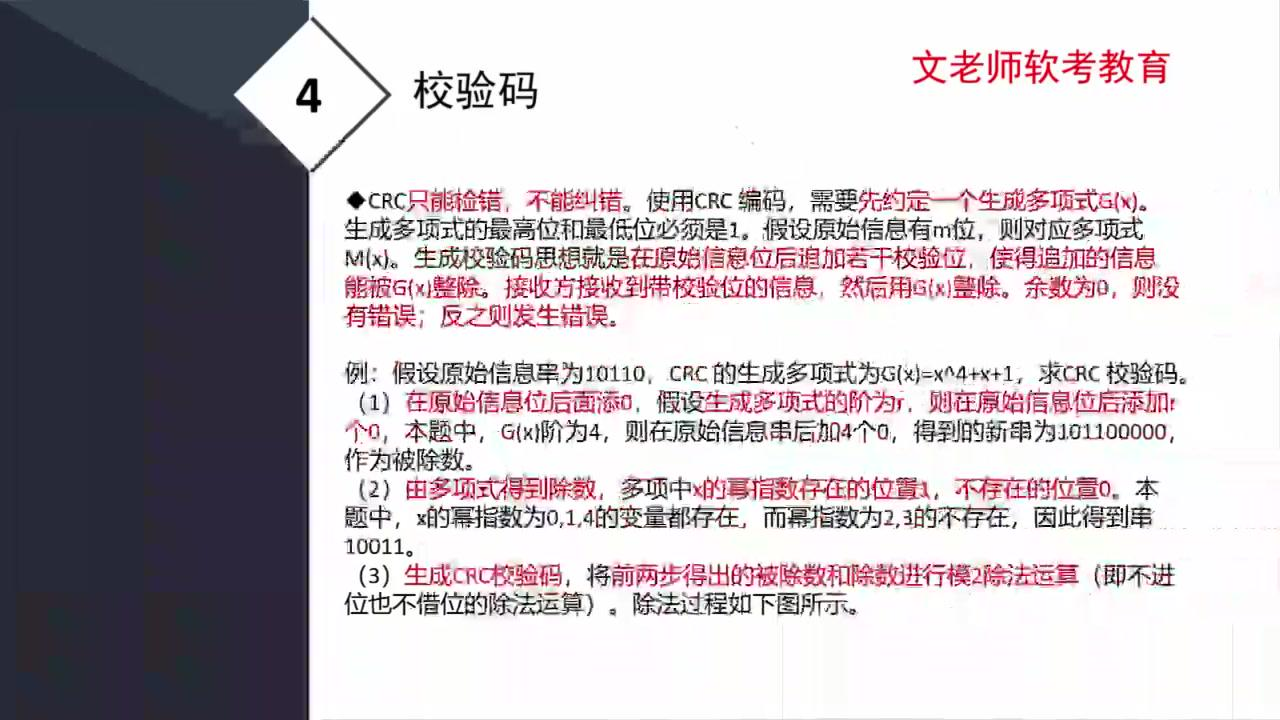 4
校验码
文老师软考教育
◆CRC只能检错，不能纠错。使用CRC 编码，需要先约定一个生成多项式G(x)。
生成多项式的最高位和最低位必须是1。假设原始信息有m位，则对应多项式
M(x)。生成校验码思想就是在原始信息位后追加若干校验位，使得追加的信息
能被G(x)整除。接收方接收到带校验位的信息，然后用G(x)整除。余数为0，则没
有错误；反之则发生错误。
例：假设原始信息串为10110，CRC 的生成多项式为G(x)=x^4+x+1，求CRC 校验码。
（1）在原始信息位后面添0，假设生成多项式的阶为r，则在原始信息位后添加r
个0，本题中，G(x)阶为4，则在原始信息串后加4个0，得到的新串为101100000，
作为被除数。
（2）由多项式得到除数，多项中x的幂指数存在的位置1，不存在的位置0。本
题中，x的幂指数为0,1,4的变量都存在，而幂指数为2,3的不存在，因此得到串
10011。
（3）生成CRC校验码，将前两步得出的被除数和除数进行模2除法运算（即不进
位也不借位的除法运算）。除法过程如下图所示。